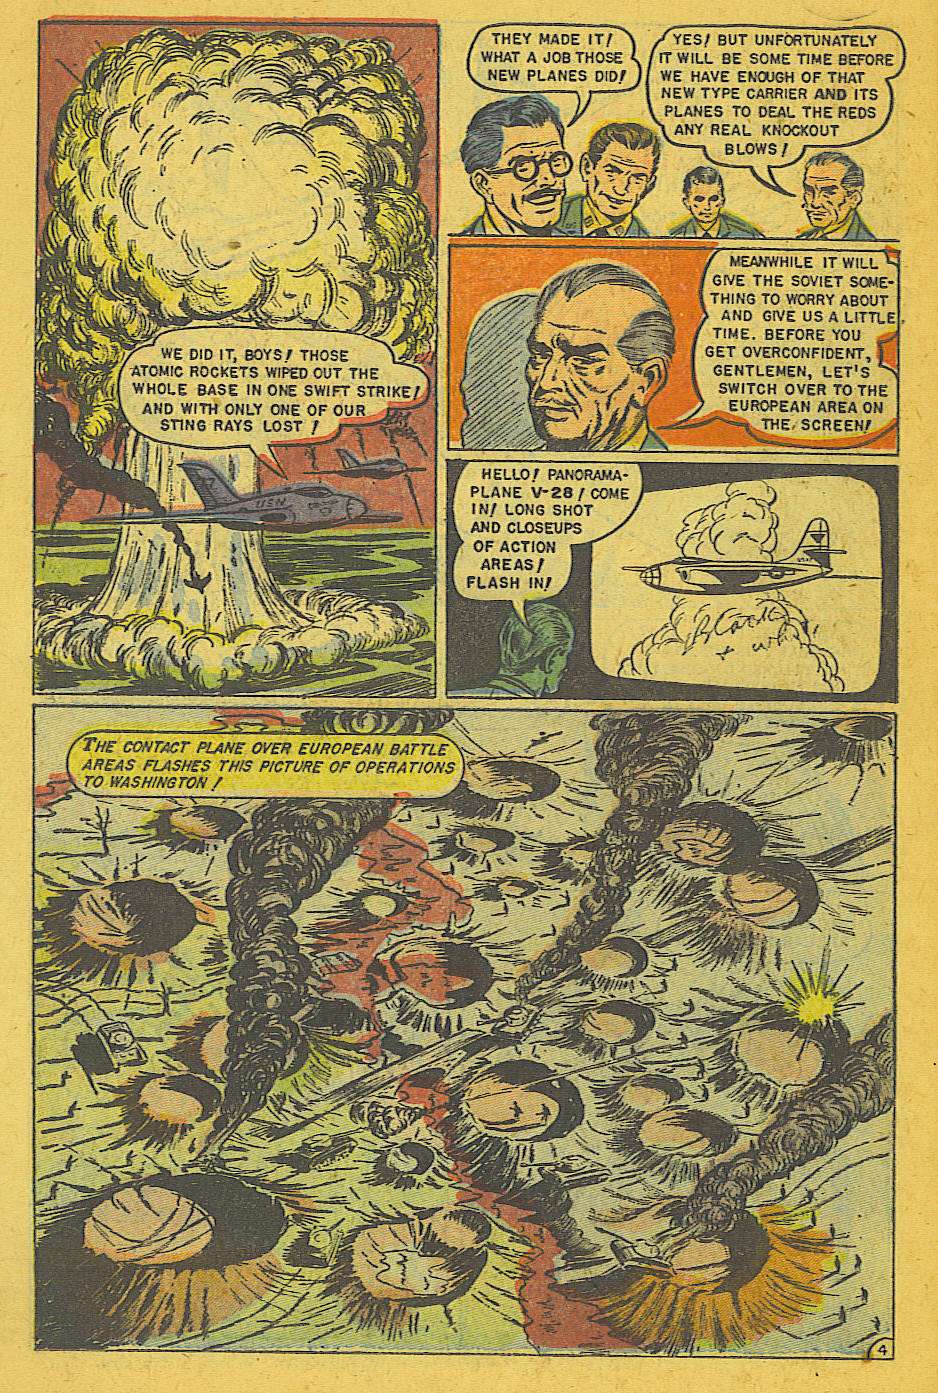 WE DID IT, BOYS! THOSE
ATOMIC ROCKETS WIPED OUT THE
WHOLE BASE IN ONE SWIFT STRIKE!
AND WITH ONLY ONE OF OUR
STING RAYS LOST!
USN
THEY MADE IT!
WHAT A JOB THOSE
NEW PLANES DID!
YES! BUT UNFORTUNATELY
IT WILL BE SOME TIME BEFORE
WE HAVE ENOUGH OF THAT
NEW TYPE CARRIER AND ITS
PLANES TO DEAL THE REDS
ANY REAL KNOCKOUT
BLOWS!
MEANWHILE IT WILL
GIVE THE SOVIET SOME-
THING TO WORRY ABOUT
AND GIVE US A LITTLE
TIME. BEFORE YOU
GET OVERCONFIDENT,
GENTLEMEN, LET'S
SWITCH OVER TO THE
EUROPEAN AREA ON
THE SCREEN!
HELLO! PANORAMA-
PLANE V-28! COME
IN! LONG SHOT
AND CLOSEUPS
OF ACTION
AREAS!
FLASH IN!
THE CONTACT PLANE OVER EUROPEAN BATTLE
AREAS FLASHES THIS PICTURE OF OPERATIONS
TO WASHINGTON!
4